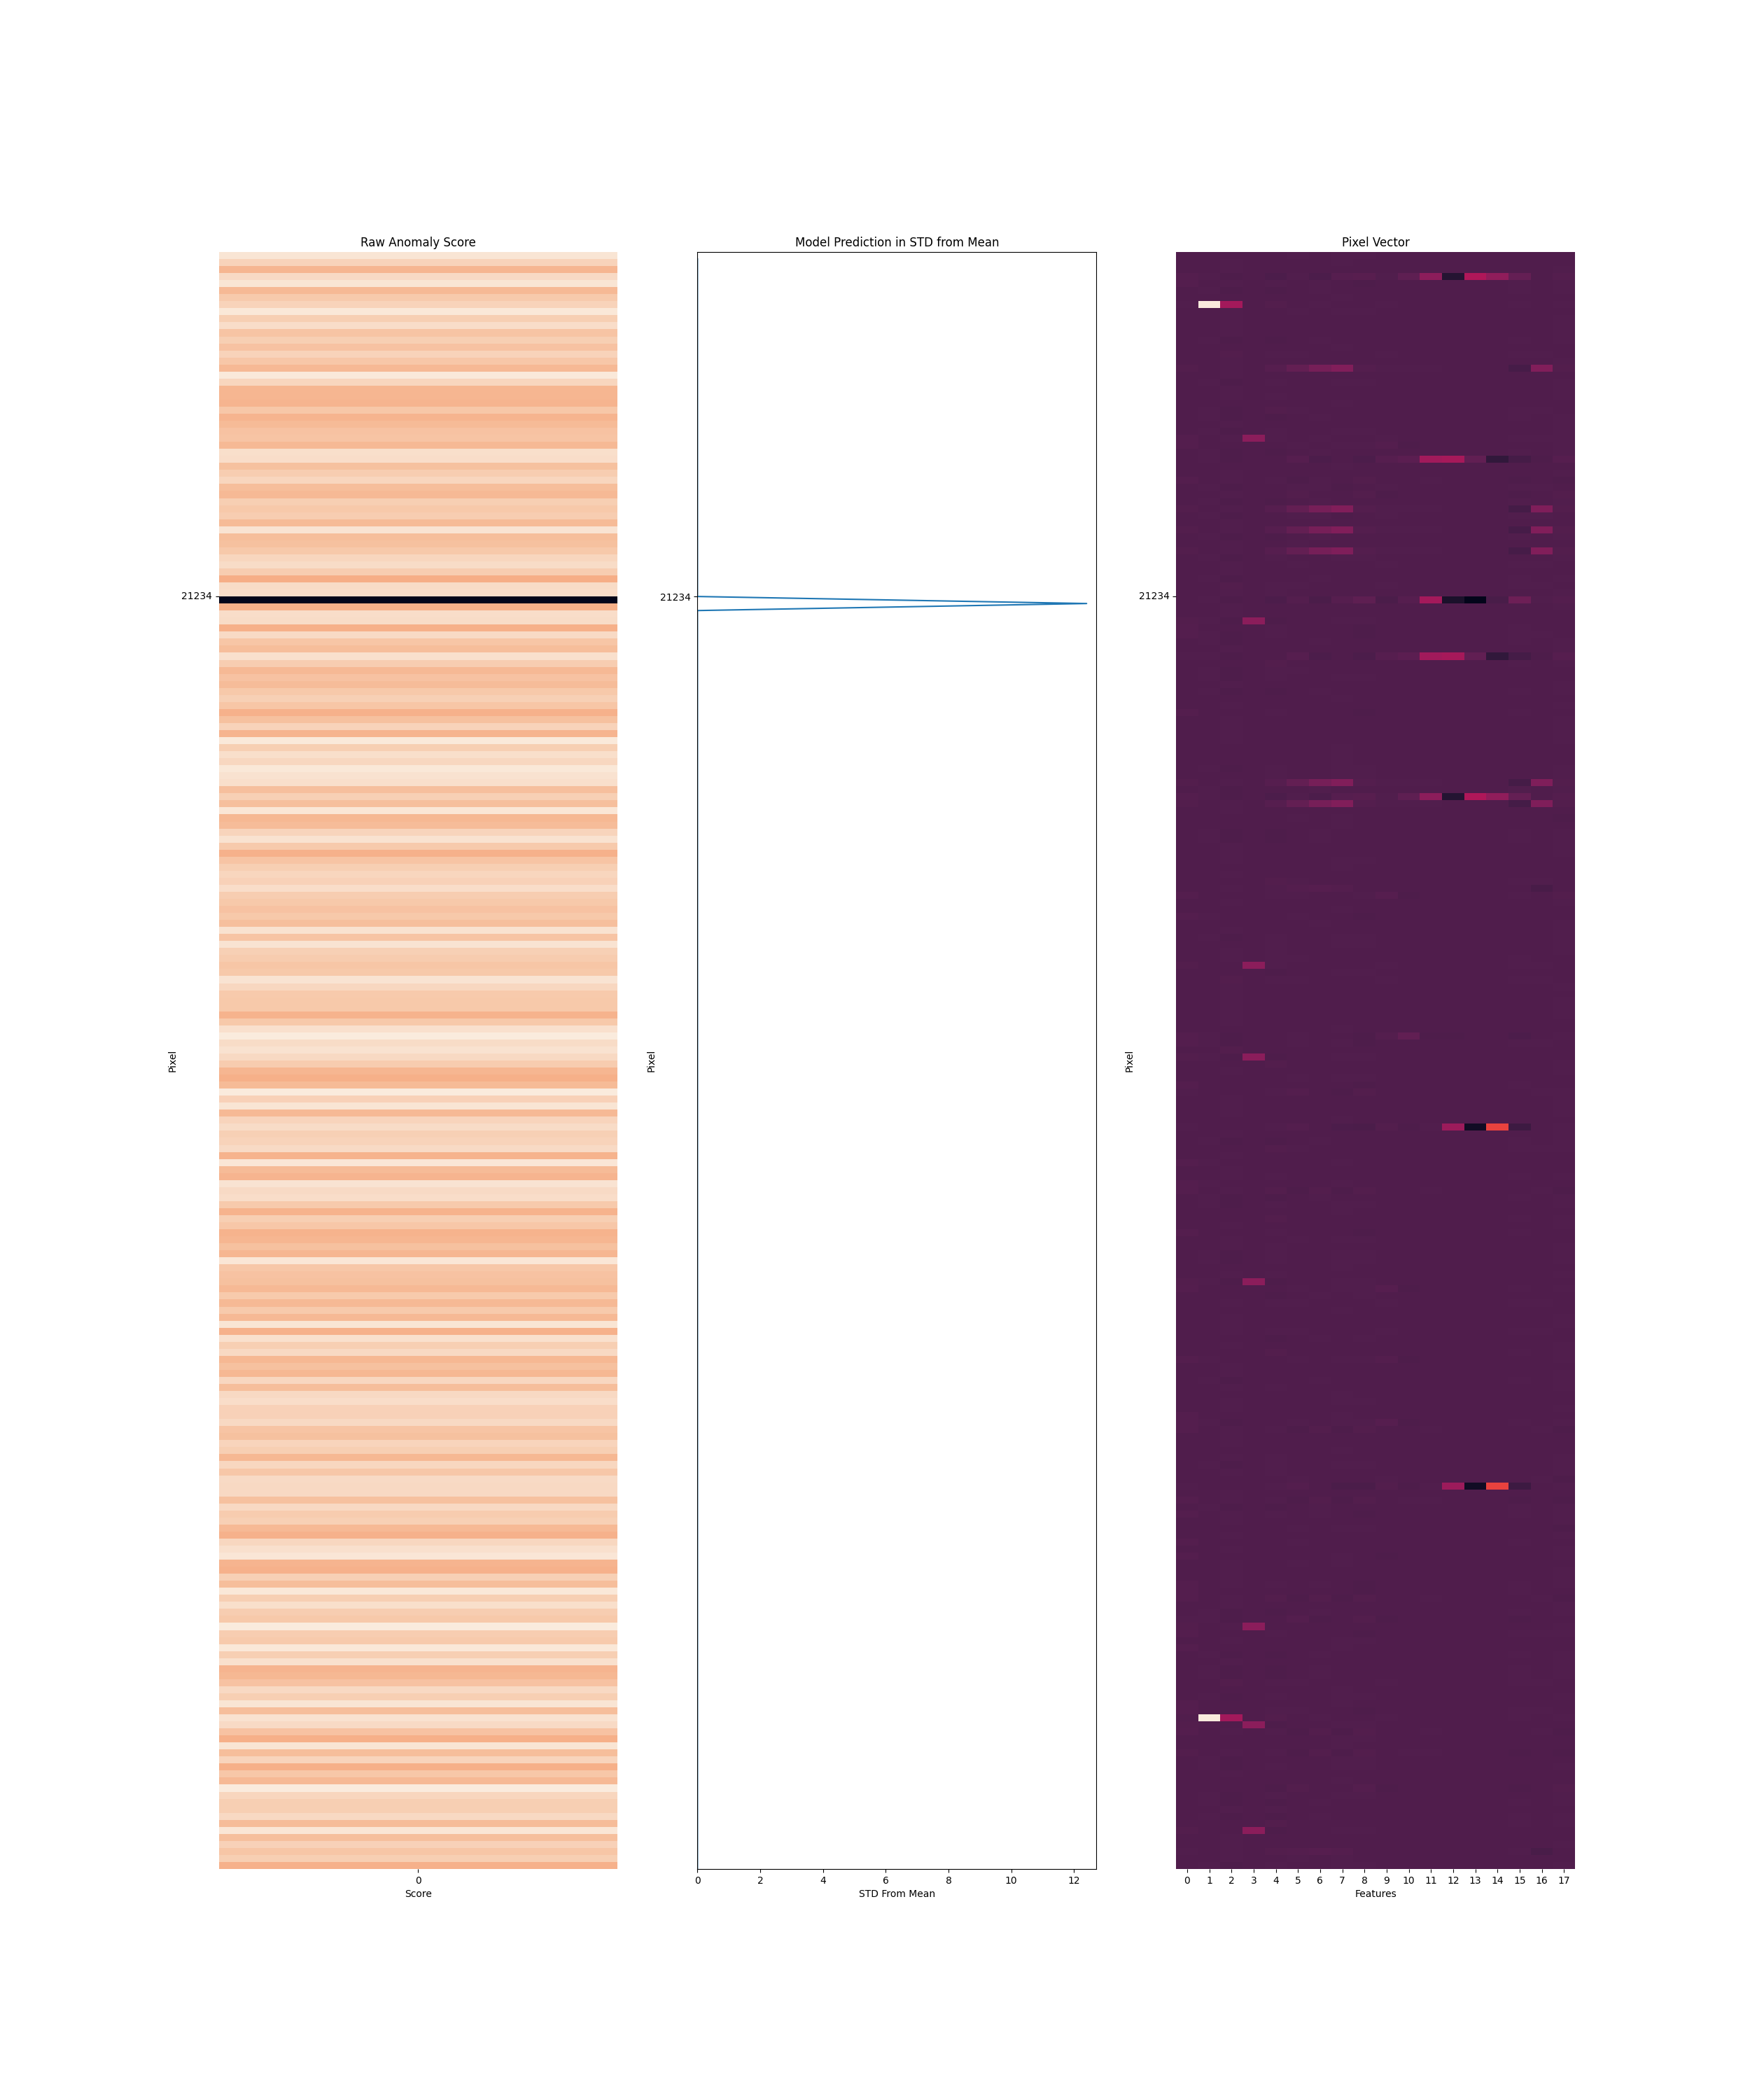 Raw Anomaly Score
21234
Pixel
0
Score
Model Prediction in STD from Mean
21234
Pixel
0 2 4 6 8 10 12
STD From Mean
Pixel Vector
21234
Pixel
0 1 2 3 4 5 6 7 8 9 10 11 12 13 14 15 16 17
Features